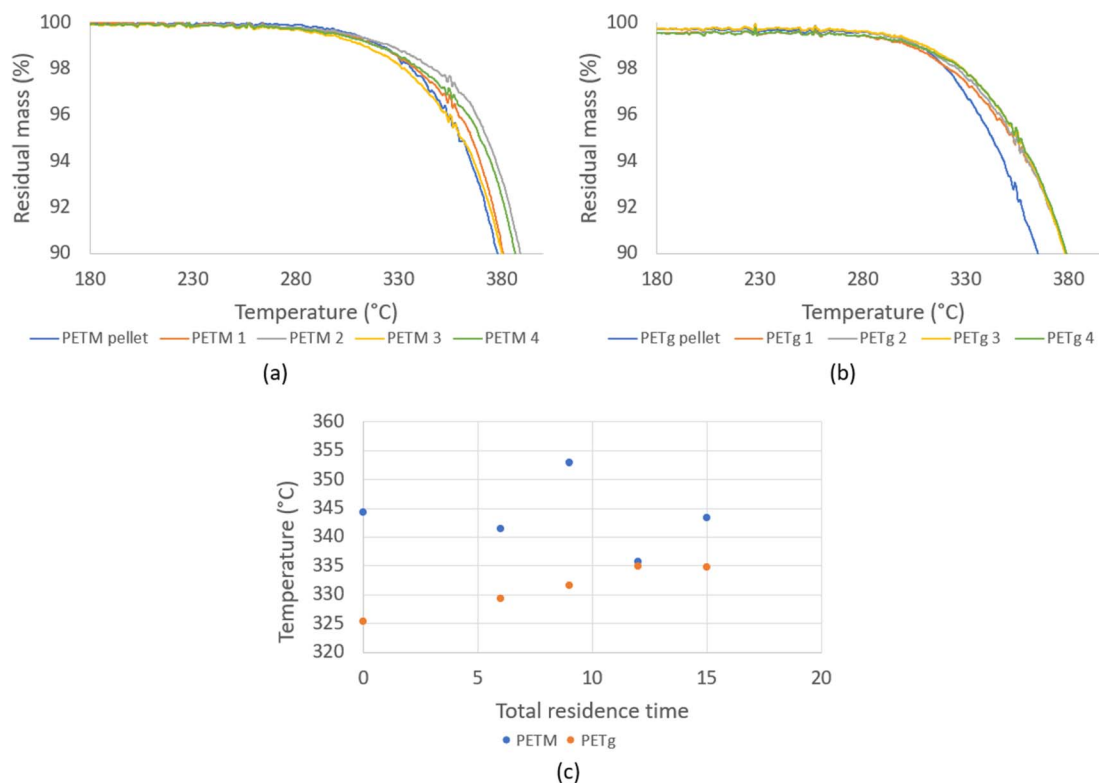 Residual mass (%)
100
98
96
94
92
90
180
230
280
330
380
Temperature (°C)
PETM pellet
PETM 1
PETM 2
PETM 3
PETM 4
(a)
Residual mass (%)
100
98
96
94
92
90
180
230
280
330
380
Temperature (°C)
PETg pellet
PETg 1
PETg 2
PETg 3
PETg 4
(b)
Temperature (°C)
360
355
350
345
340
335
330
325
320
0
5
10
15
20
Total residence time
PETM
PETg
(c)